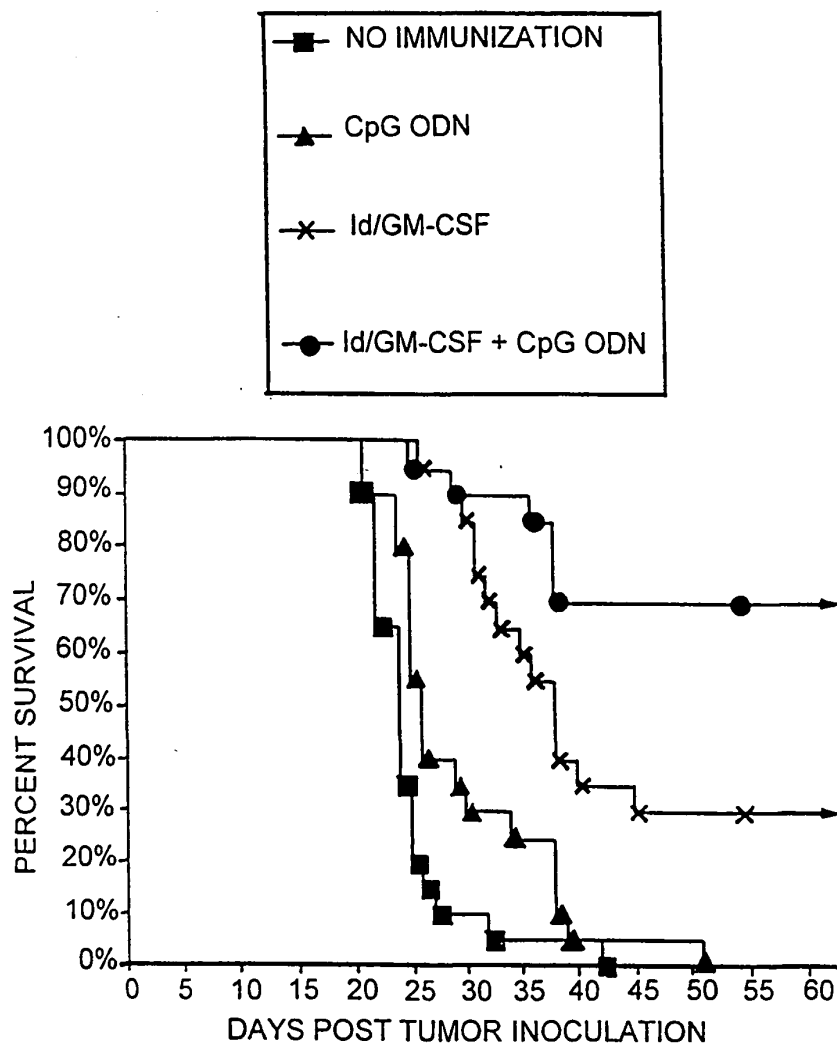 NO IMMUNIZATION
CpG ODN
Id/GM-CSF
Id/GM-CSF + CpG ODN
100%
90%
80%
70%
60%
50%
40%
30%
20%
10%
0%
PERCENT SURVIVAL
0 5 10 15 20 25 30 35 40 45 50 55 60
DAYS POST TUMOR INOCULATION